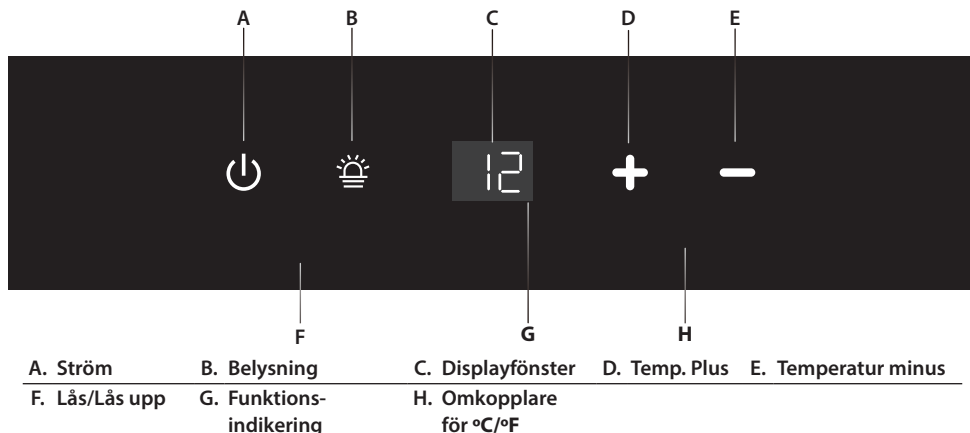 A B C D E
12
F G H
A. Ström B. Belysning C. Displayfönster D. Temp. Plus E. Temperatur minus
F. Lås/Lås upp G. Funktions- H. Omkopplare
indikering för ºC/ºF